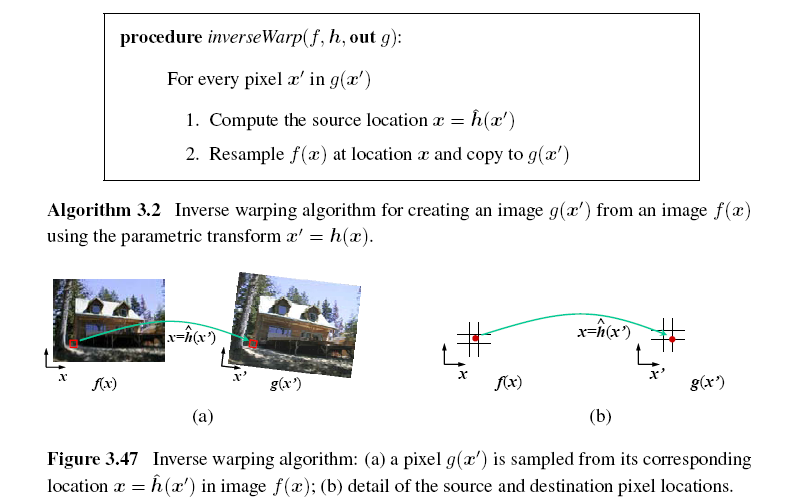 procedure inverseWarp(f, h, out g):
For every pixel x′ in g(x′)
1. Compute the source location x = ĥ(x′)
2. Resample f(x) at location x and copy to g(x′)
Algorithm 3.2 Inverse warping algorithm for creating an image g(x′) from an image f(x)
using the parametric transform x′ = h(x).
x=ĥ(x’)
x
f(x)
x’
g(x’)
x=ĥ(x’)
x
f(x)
x’
g(x’)
(a)
(b)
Figure 3.47 Inverse warping algorithm: (a) a pixel g(x′) is sampled from its corresponding
location x = ĥ(x′) in image f(x); (b) detail of the source and destination pixel locations.